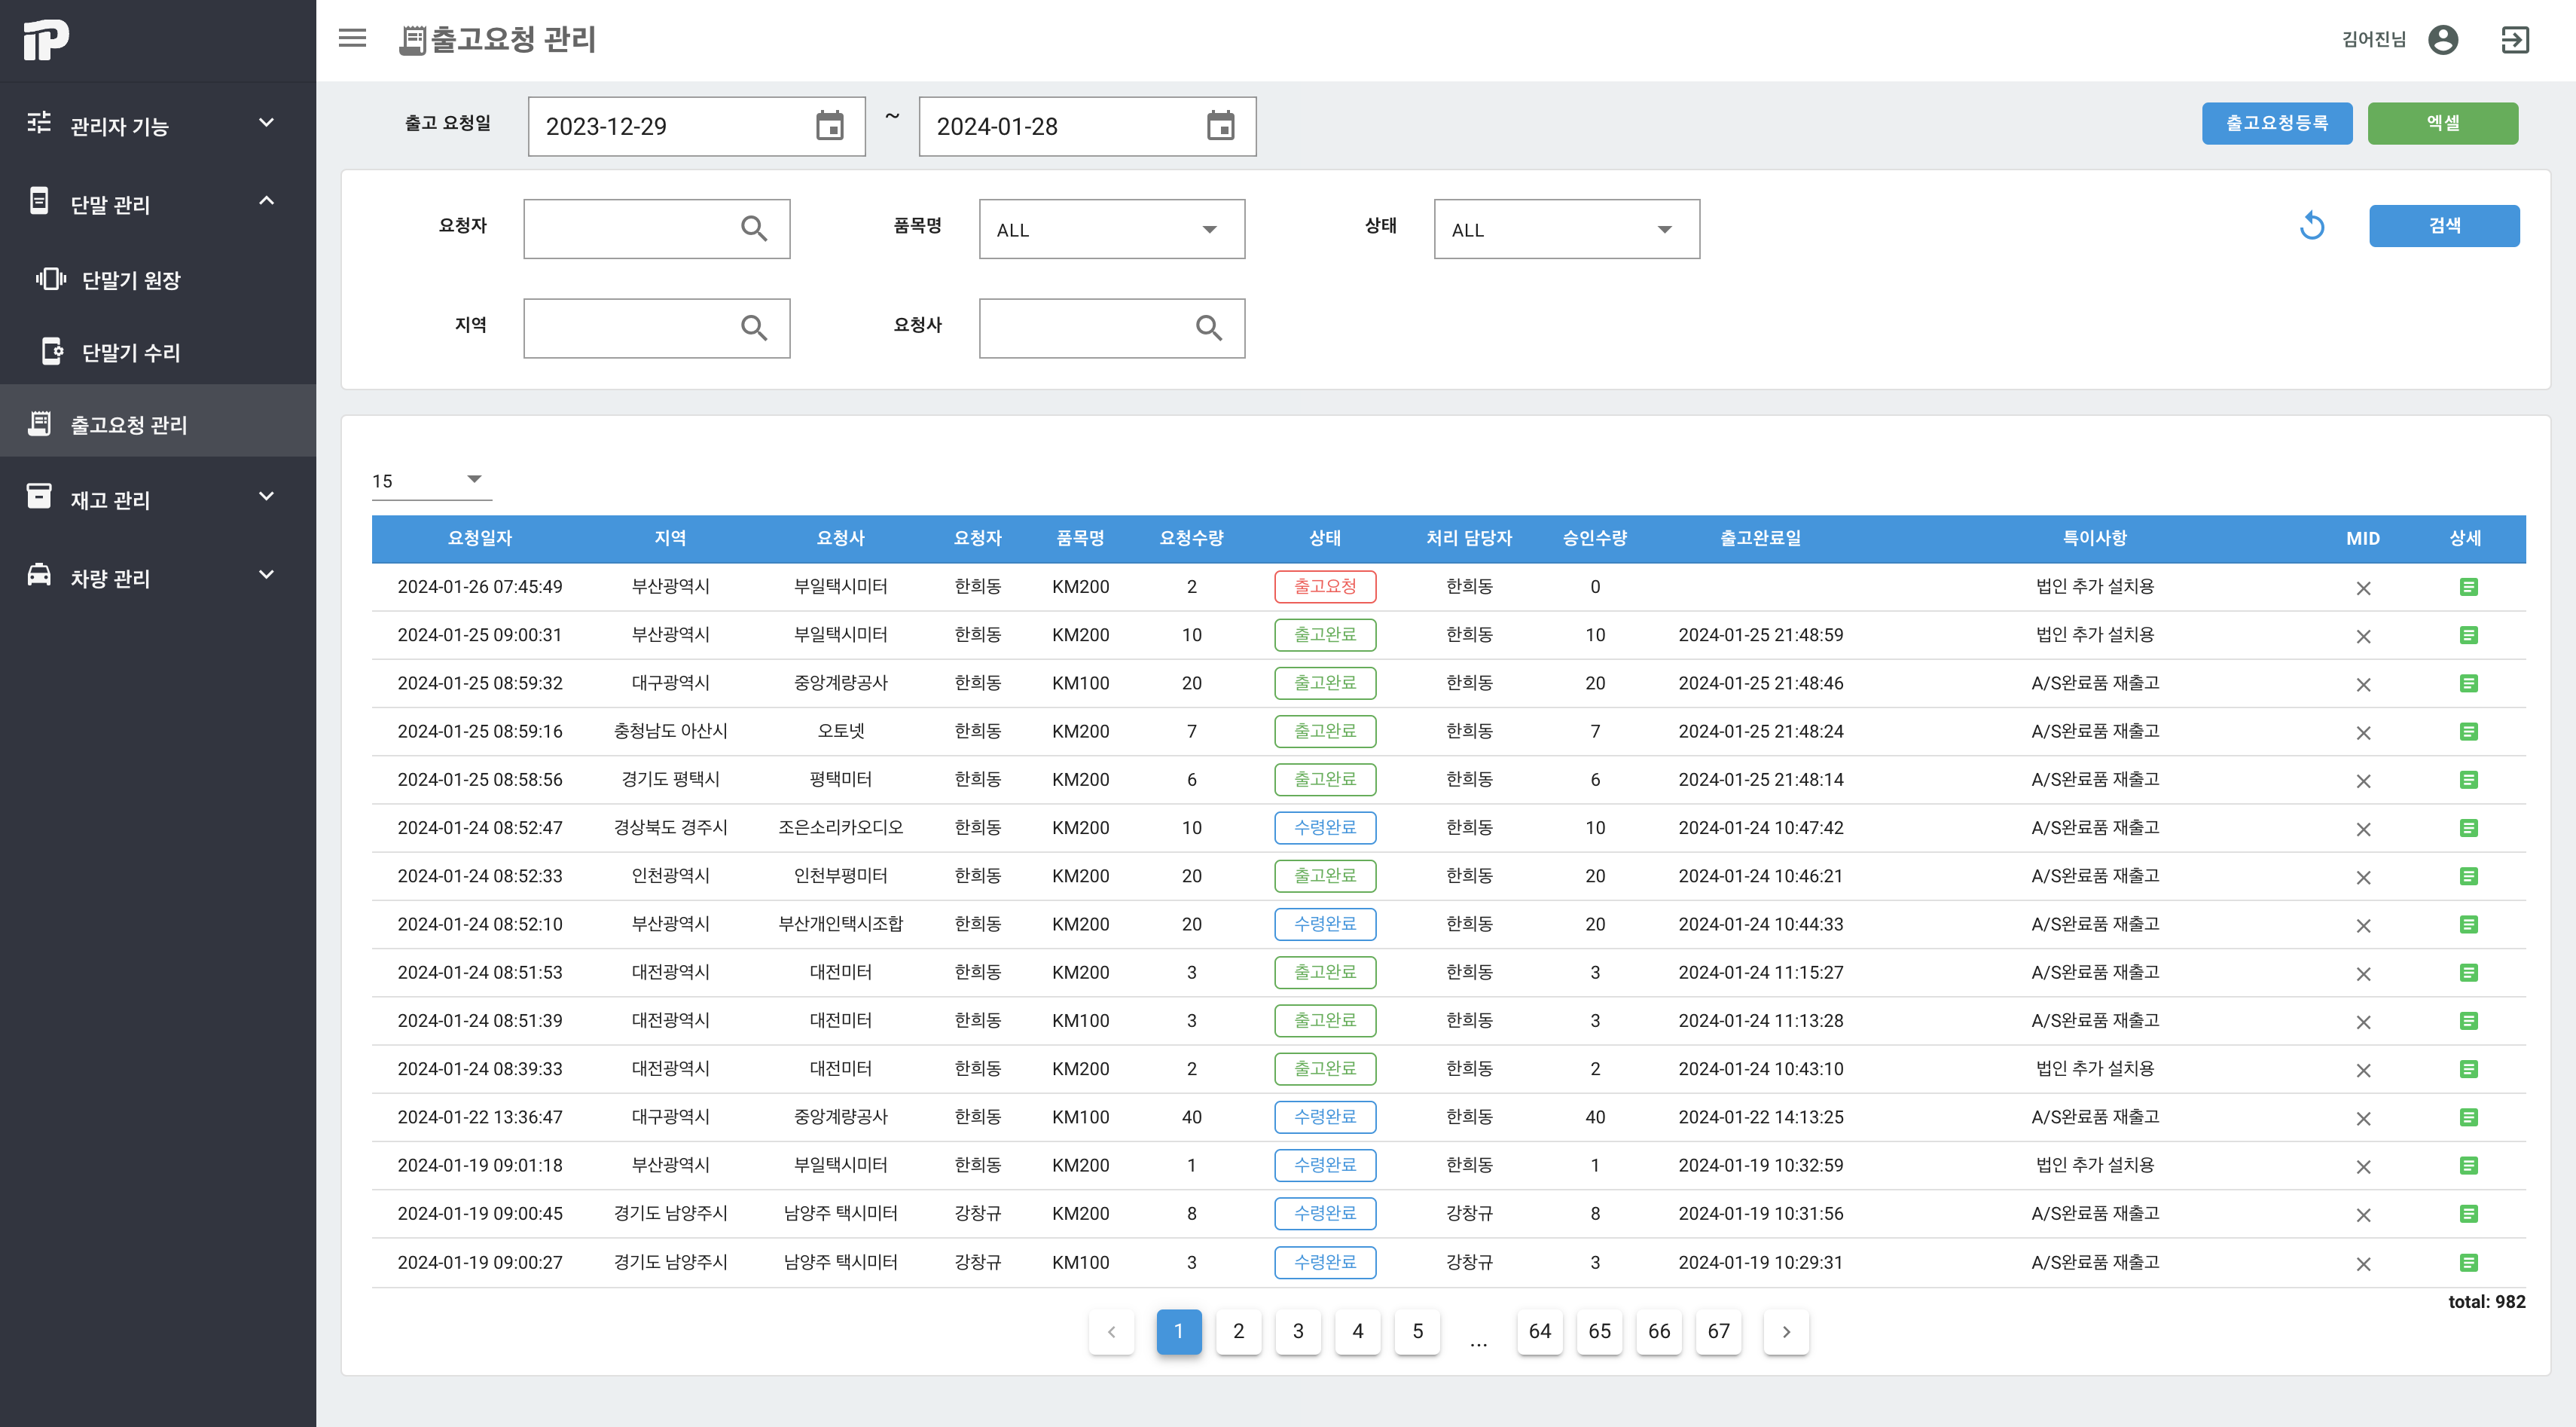 iP
출고요청 관리
김어진님
관리자 기능
단말 관리
단말기 원장
단말기 수리
출고요청 관리
재고 관리
차량 관리
출고 요청일 2023-12-29 ~ 2024-01-28 출고요청등록 엑셀
요청자 품목명 ALL 상태 ALL 검색
지역 요청사
15
요청일자 지역 요청사 요청자 품목명 요청수량 상태 처리 담당자 승인수량 출고완료일 특이사항 MID 상세
2024-01-26 07:45:49 부산광역시 부일택시미터 한희동 KM200 2 출고요청 한희동 0 법인 추가 설치용
2024-01-25 09:00:31 부산광역시 부일택시미터 한희동 KM200 10 출고완료 한희동 10 2024-01-25 21:48:59 법인 추가 설치용
2024-01-25 08:59:32 대구광역시 중앙계량공사 한희동 KM100 20 출고완료 한희동 20 2024-01-25 21:48:46 A/S완료품 재출고
2024-01-25 08:59:16 충청남도 아산시 오토넷 한희동 KM200 7 출고완료 한희동 7 2024-01-25 21:48:24 A/S완료품 재출고
2024-01-25 08:58:56 경기도 평택시 평택미터 한희동 KM200 6 출고완료 한희동 6 2024-01-25 21:48:14 A/S완료품 재출고
2024-01-24 08:52:47 경상북도 경주시 조은소리카오디오 한희동 KM200 10 수령완료 한희동 10 2024-01-24 10:47:42 A/S완료품 재출고
2024-01-24 08:52:33 인천광역시 인천부평미터 한희동 KM200 20 출고완료 한희동 20 2024-01-24 10:46:21 A/S완료품 재출고
2024-01-24 08:52:10 부산광역시 부산개인택시조합 한희동 KM200 20 수령완료 한희동 20 2024-01-24 10:44:33 A/S완료품 재출고
2024-01-24 08:51:53 대전광역시 대전미터 한희동 KM200 3 출고완료 한희동 3 2024-01-24 11:15:27 A/S완료품 재출고
2024-01-24 08:51:39 대전광역시 대전미터 한희동 KM100 3 출고완료 한희동 3 2024-01-24 11:13:28 A/S완료품 재출고
2024-01-24 08:39:33 대전광역시 대전미터 한희동 KM200 2 출고완료 한희동 2 2024-01-24 10:43:10 법인 추가 설치용
2024-01-22 13:36:47 대구광역시 중앙계량공사 한희동 KM100 40 수령완료 한희동 40 2024-01-22 14:13:25 A/S완료품 재출고
2024-01-19 09:01:18 부산광역시 부일택시미터 한희동 KM200 1 수령완료 한희동 1 2024-01-19 10:32:59 법인 추가 설치용
2024-01-19 09:00:45 경기도 남양주시 남양주 택시미터 강창규 KM200 8 수령완료 강창규 8 2024-01-19 10:31:56 A/S완료품 재출고
2024-01-19 09:00:27 경기도 남양주시 남양주 택시미터 강창규 KM100 3 수령완료 강창규 3 2024-01-19 10:29:31 A/S완료품 재출고
total: 982
1 2 3 4 5 ... 64 65 66 67